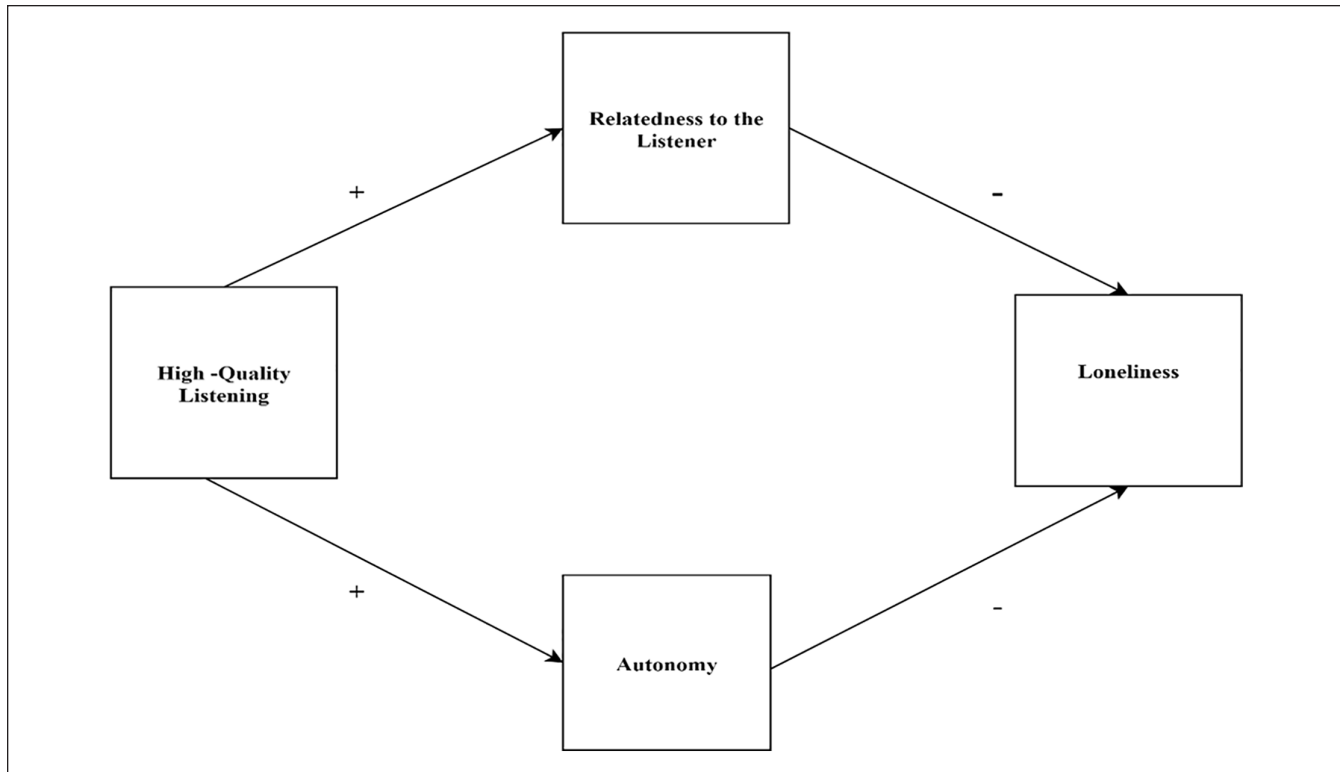 Relatedness to the
Listener
+
-
High -Quality
Listening
Loneliness
+
-
Autonomy